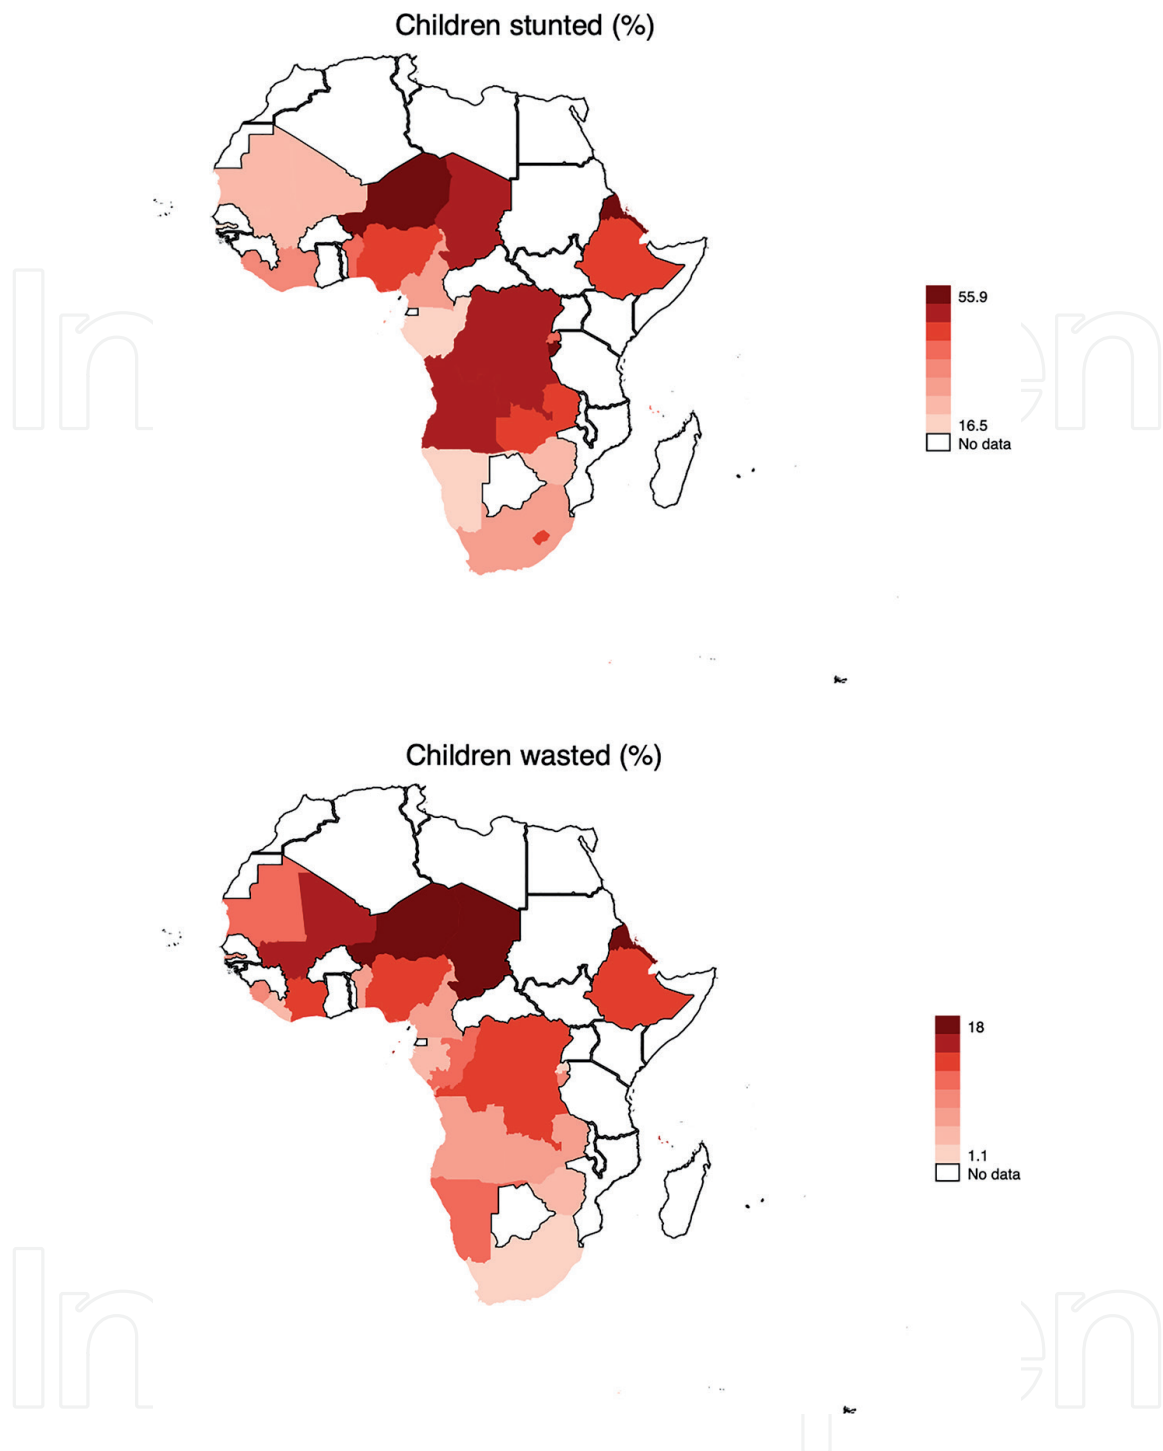 Children stunted (%)
55.9
16.5
No data
Children wasted (%)
18
1.1
No data